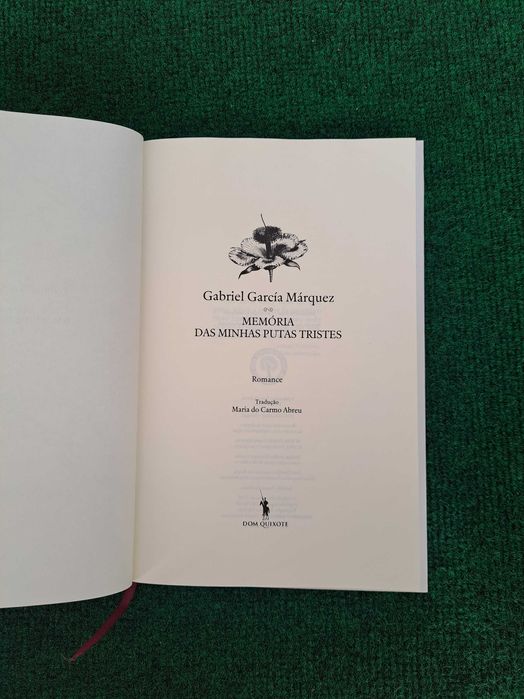 Gabriel García Márquez
MEMÓRIA
DAS MINHAS PUTAS TRISTES
Romance
Tradução
Maria do Carmo Abreu
DOM QUIXOTE